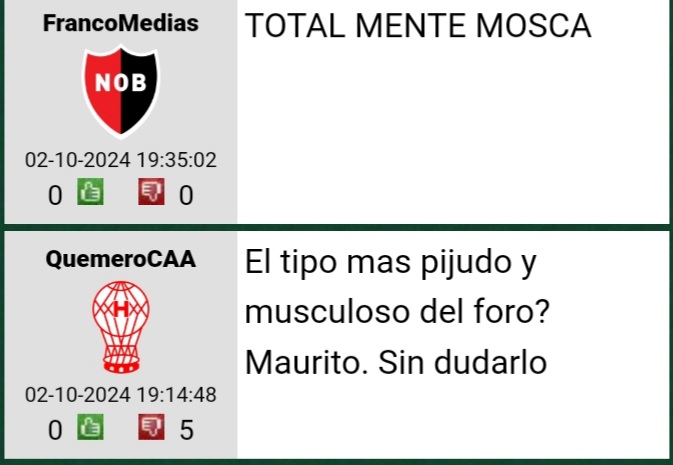 FrancoMedias
NOB
02-10-2024 19:35:02
0 0
TOTAL MENTE MOSCA
QuemeroCAA
H
02-10-2024 19:14:48
0 5
El tipo mas pijudo y
musculoso del foro?
Maurito. Sin dudarlo